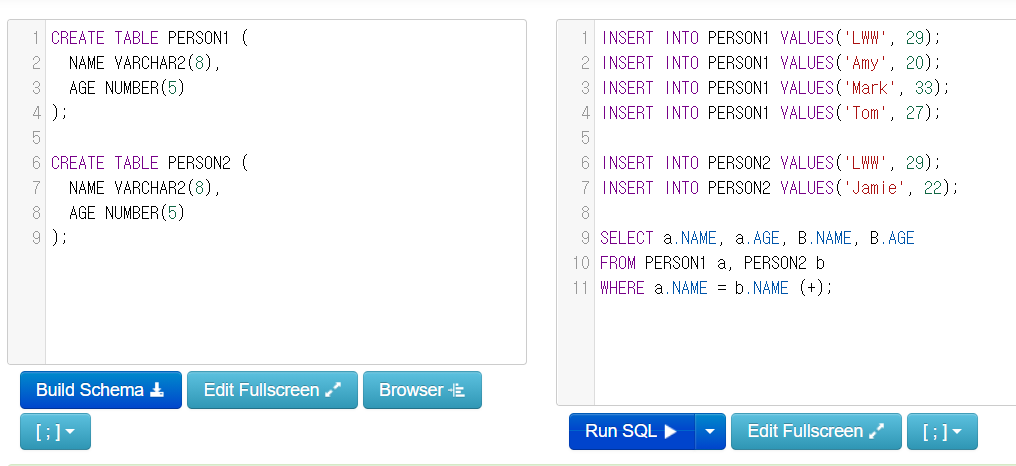 1 CREATE TABLE PERSON1 (
2 NAME VARCHAR2(8),
3 AGE NUMBER(5)
4 );
5
6 CREATE TABLE PERSON2 (
7 NAME VARCHAR2(8),
8 AGE NUMBER(5)
9 );
Build Schema
Edit Fullscreen
Browser
[ ; ]
1 INSERT INTO PERSON1 VALUES('LWW', 29);
2 INSERT INTO PERSON1 VALUES('Amy', 20);
3 INSERT INTO PERSON1 VALUES('Mark', 33);
4 INSERT INTO PERSON1 VALUES('Tom', 27);
5
6 INSERT INTO PERSON2 VALUES('LWW', 29);
7 INSERT INTO PERSON2 VALUES('Jamie', 22);
8
9 SELECT a.NAME, a.AGE, B.NAME, B.AGE
10 FROM PERSON1 a, PERSON2 b
11 WHERE a.NAME = b.NAME (+);
Run SQL
Edit Fullscreen
[ ; ]